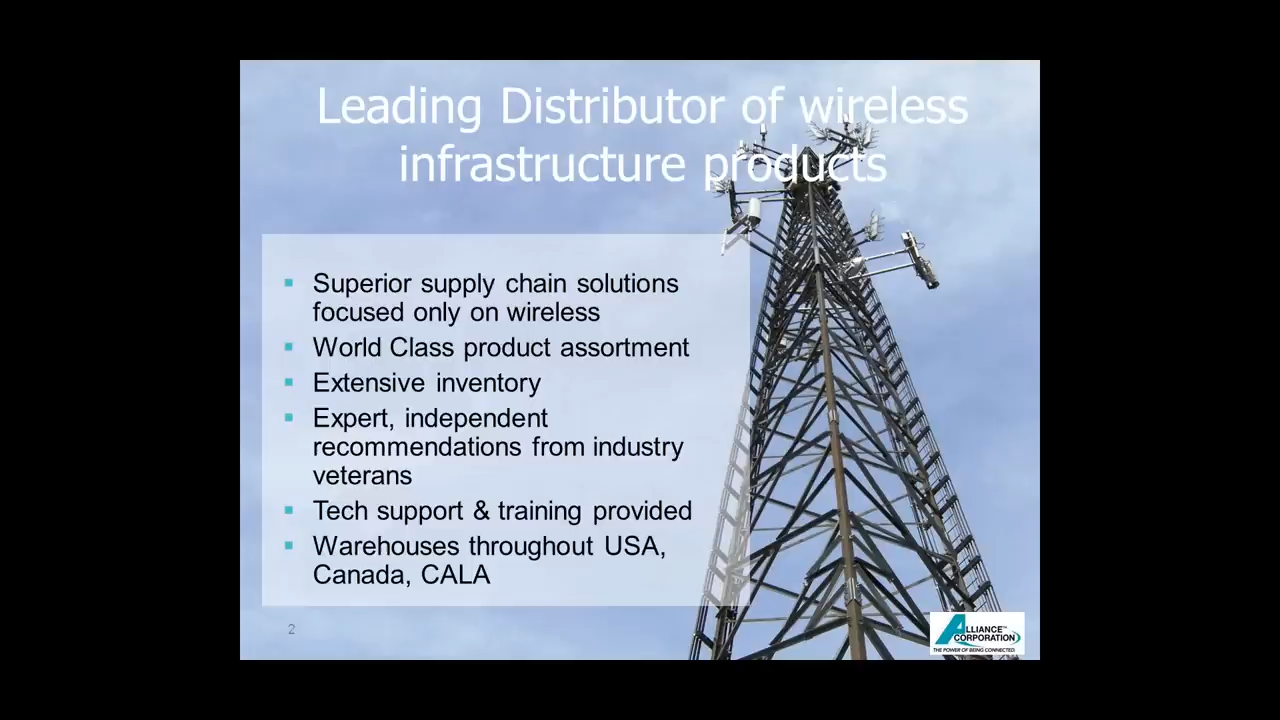 Leading Distributor of wireless
infrastructure products
▪ Superior supply chain solutions
focused only on wireless
▪ World Class product assortment
▪ Extensive inventory
▪ Expert, independent
recommendations from industry
veterans
▪ Tech support & training provided
▪ Warehouses throughout USA,
Canada, CALA
2
ALLIANCE™
CORPORATION
THE POWER OF BEING CONNECTED.